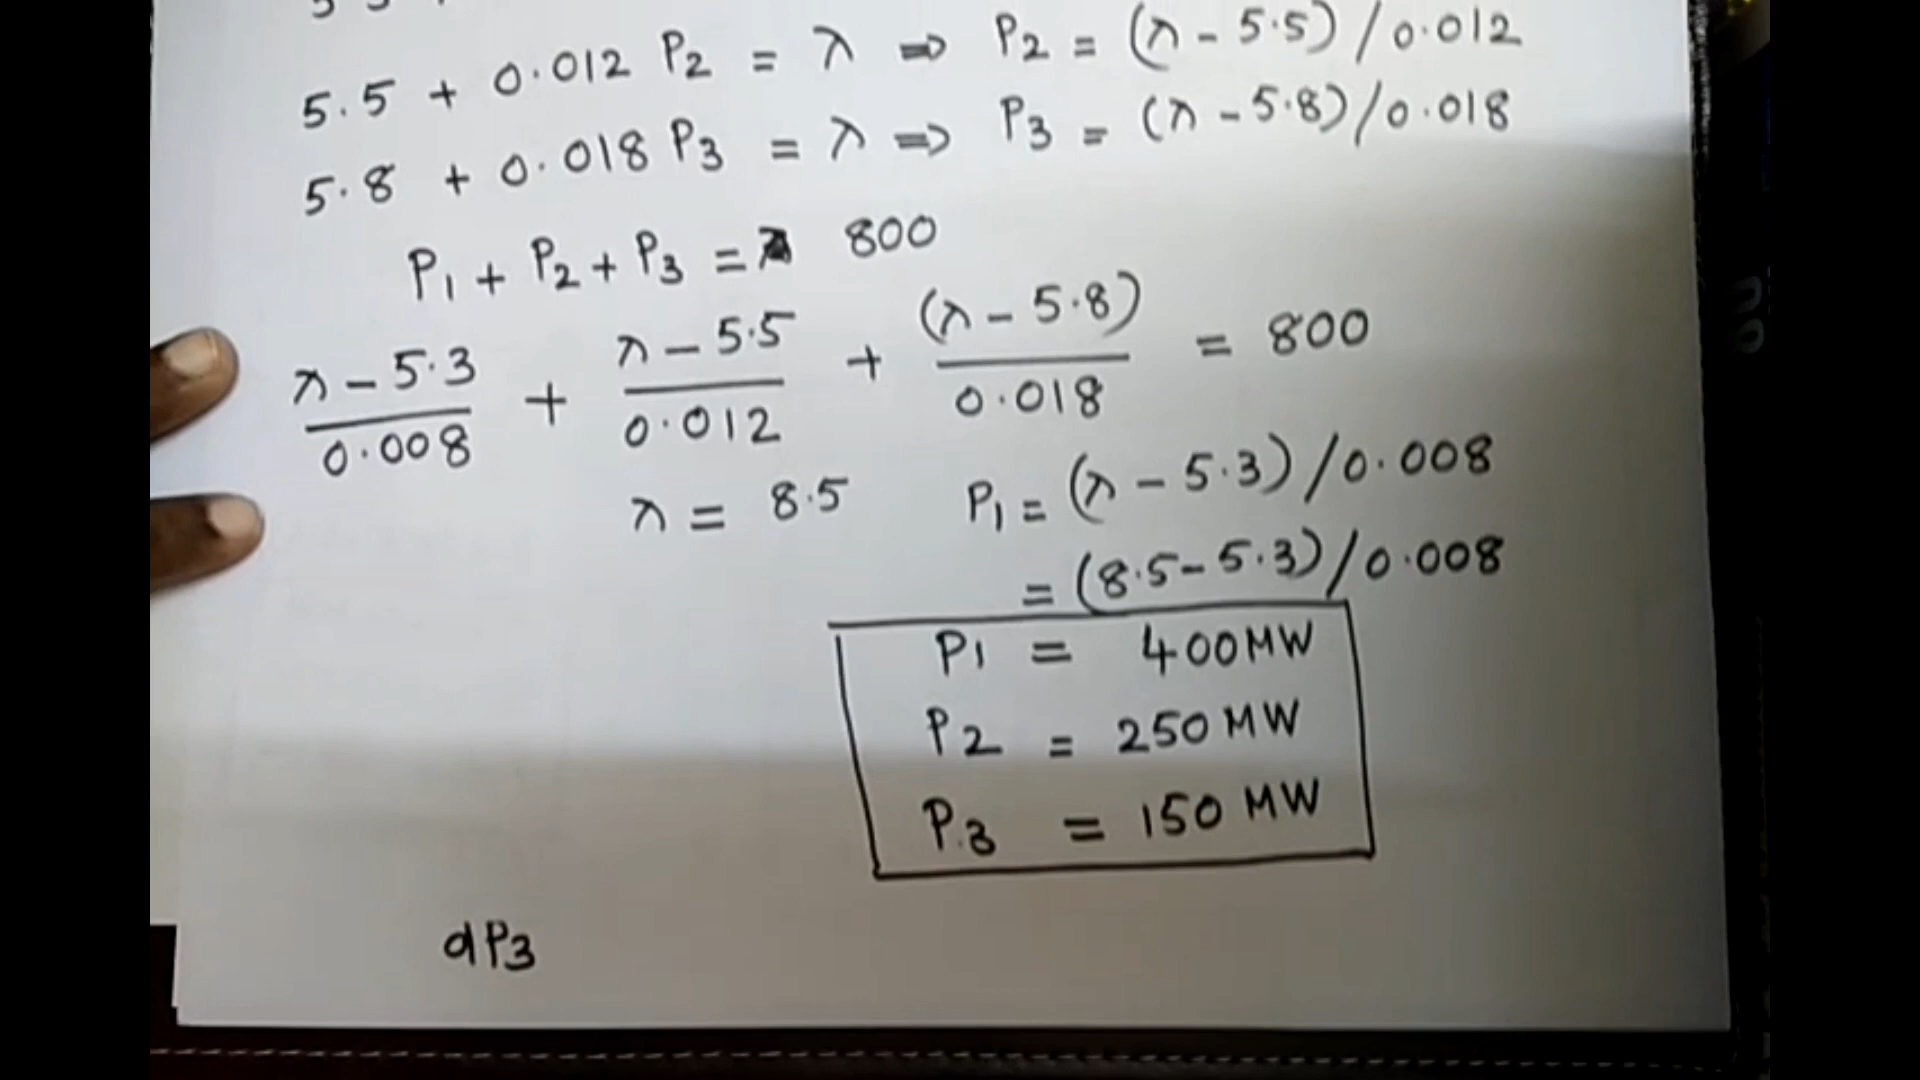 5.5 + 0.012 P2 = λ ⇒ P2 = (λ - 5.5) / 0.012
5.8 + 0.018 P3 = λ ⇒ P3 = (λ - 5.8) / 0.018
P1 + P2 + P3 = 800
(λ - 5.3)/0.008 + (λ - 5.5)/0.012 + (λ - 5.8)/0.018 = 800
λ = 8.5 P1 = (λ - 5.3) / 0.008
= (8.5 - 5.3) / 0.008
P1 = 400 MW
P2 = 250 MW
P3 = 150 MW
dP3